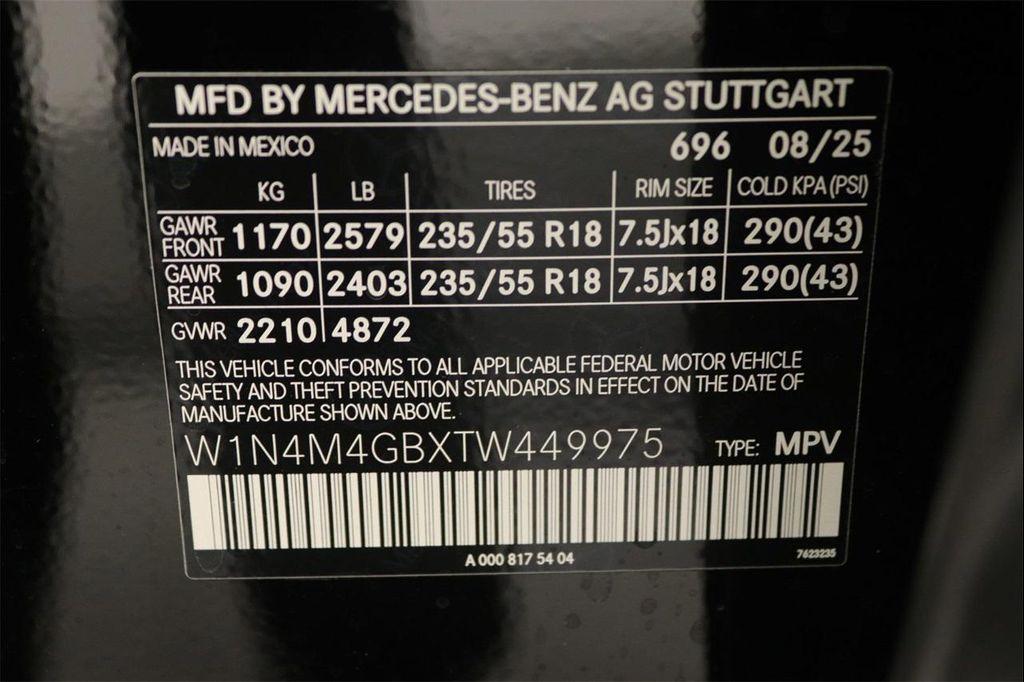 MFD BY MERCEDES-BENZ AG STUTTGART
MADE IN MEXICO 696 08/25
KG LB TIRES RIM SIZE COLD KPA (PSI)
GAWR FRONT 1170 2579 235/55 R18 7.5Jx18 290(43)
GAWR REAR 1090 2403 235/55 R18 7.5Jx18 290(43)
GVWR 2210 4872
THIS VEHICLE CONFORMS TO ALL APPLICABLE FEDERAL MOTOR VEHICLE
SAFETY AND THEFT PREVENTION STANDARDS IN EFFECT ON THE DATE OF
MANUFACTURE SHOWN ABOVE.
W1N4M4GBXTW449975 TYPE: MPV
A 000 817 54 04 7623235